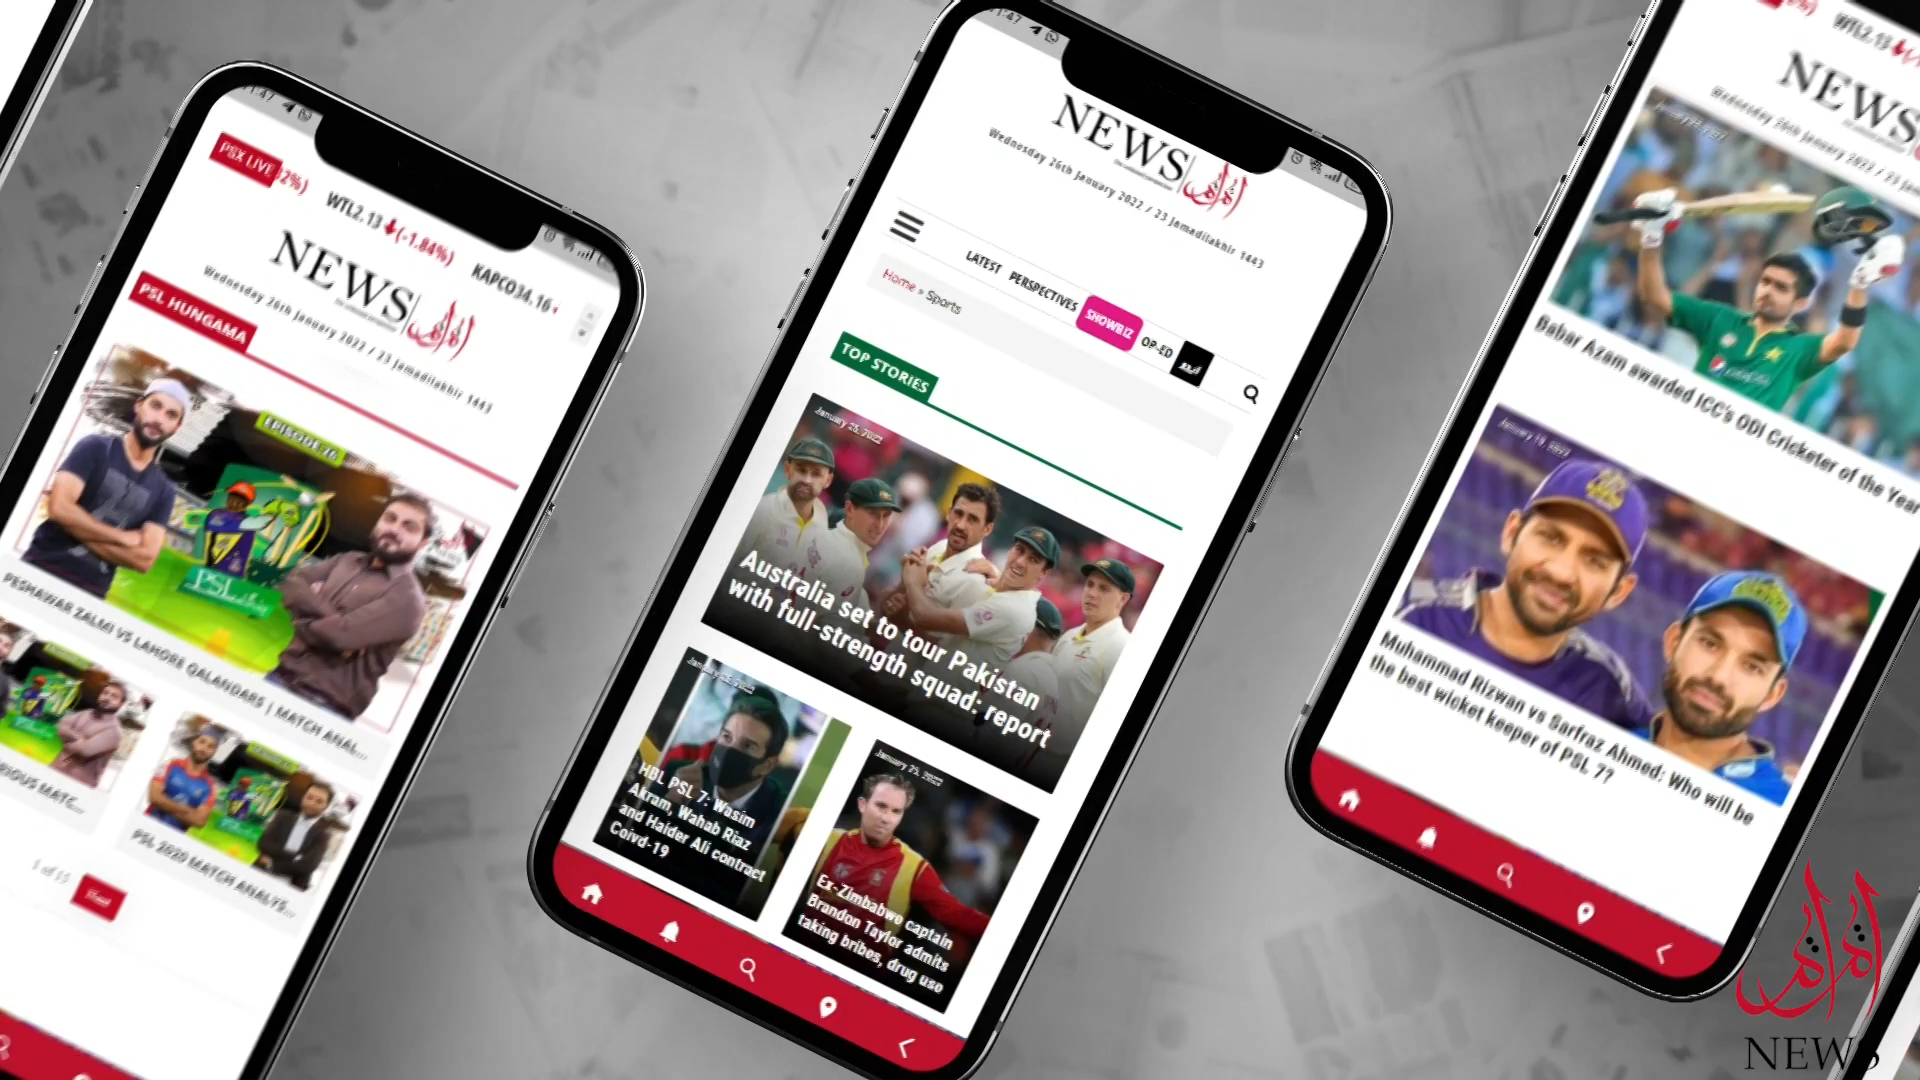 PSX LIVE
WTL2.13 (-1.84%)
KAPCO34.16
NEWS
Wednesday 26th January 2022 / 23 Jamadilakhir 1443
PSL HUNGAMA
PSL
PESHAWAR ZALMI VS LAHORE QALANDARS | MATCH ANAL...
PSL 2020 MATCH ANALYS...
NEWS
Wednesday 26th January 2022 / 23 Jamadilakhir 1443
LATEST PERSPECTIVES SHOWBIZ OP-ED
Home » Sports
TOP STORIES
January 25, 2022
Australia set to tour Pakistan
with full-strength squad: report
HBL PSL 7: Wasim
Akram, Wahab Riaz
and Haider Ali contract
Coivd-19
January 25, 2022
Ex-Zimbabwe captain
Brandon Taylor admits
taking bribes, drug use
WTL2.13
NEWS
Wednesday 26th January 2022 / 23
Babar Azam awarded ICC's ODI Cricketer of the Year
Muhammad Rizwan vs Sarfraz Ahmed: Who will be
the best wicket keeper of PSL 7?
NEWS